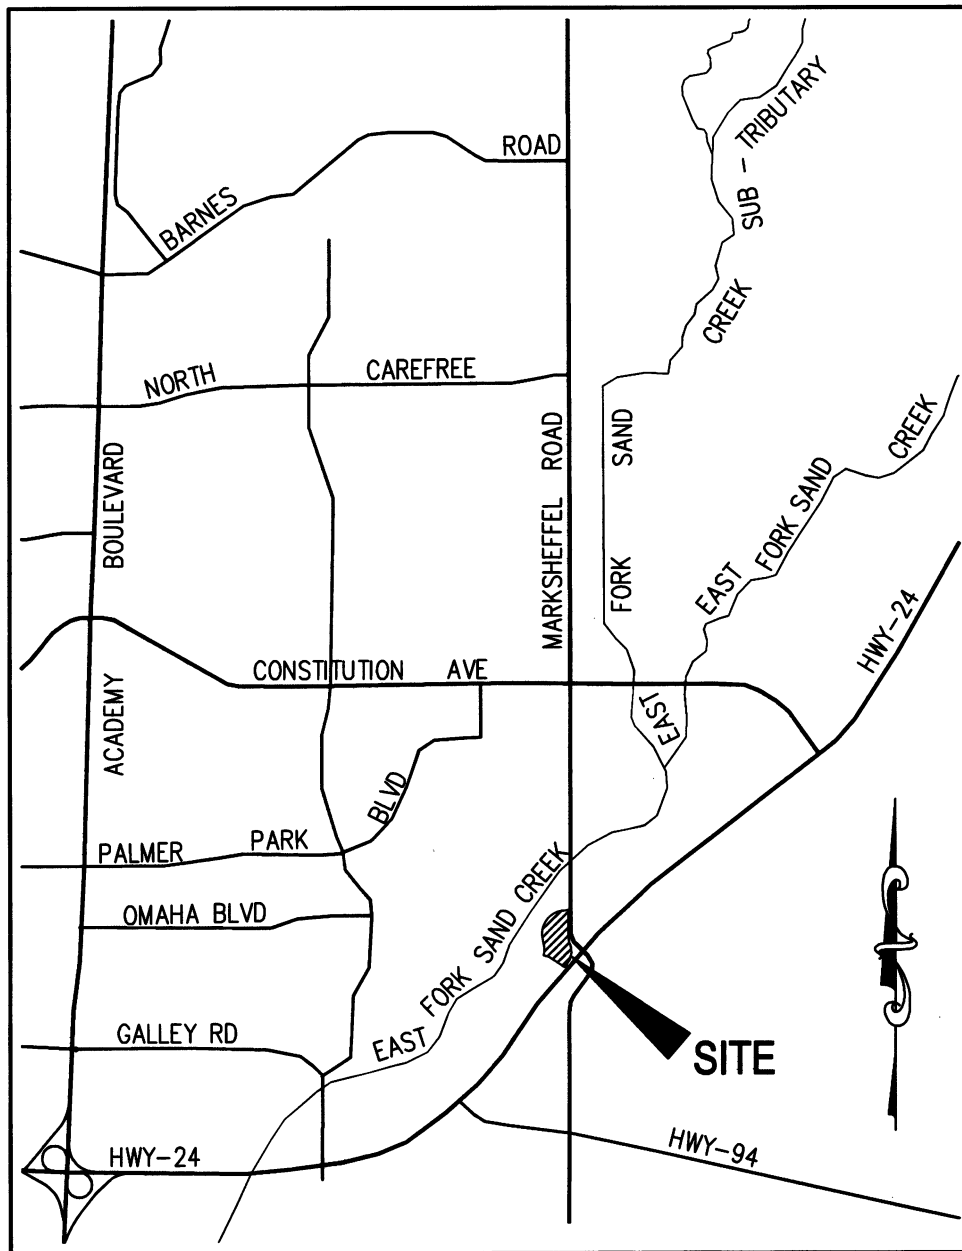 SUB - TRIBUTARY
ROAD
BARNES
CREEK
NORTH
CAREFREE
SAND
CREEK
BOULEVARD
MARKSHEFFEL ROAD
FORK SAND
FORK
EAST
HWY-24
CONSTITUTION AVE
EAST
ACADEMY
BLVD
PARK
PALMER
OMAHA BLVD
EAST FORK SAND CREEK
GALLEY RD
SITE
HWY-24
HWY-94